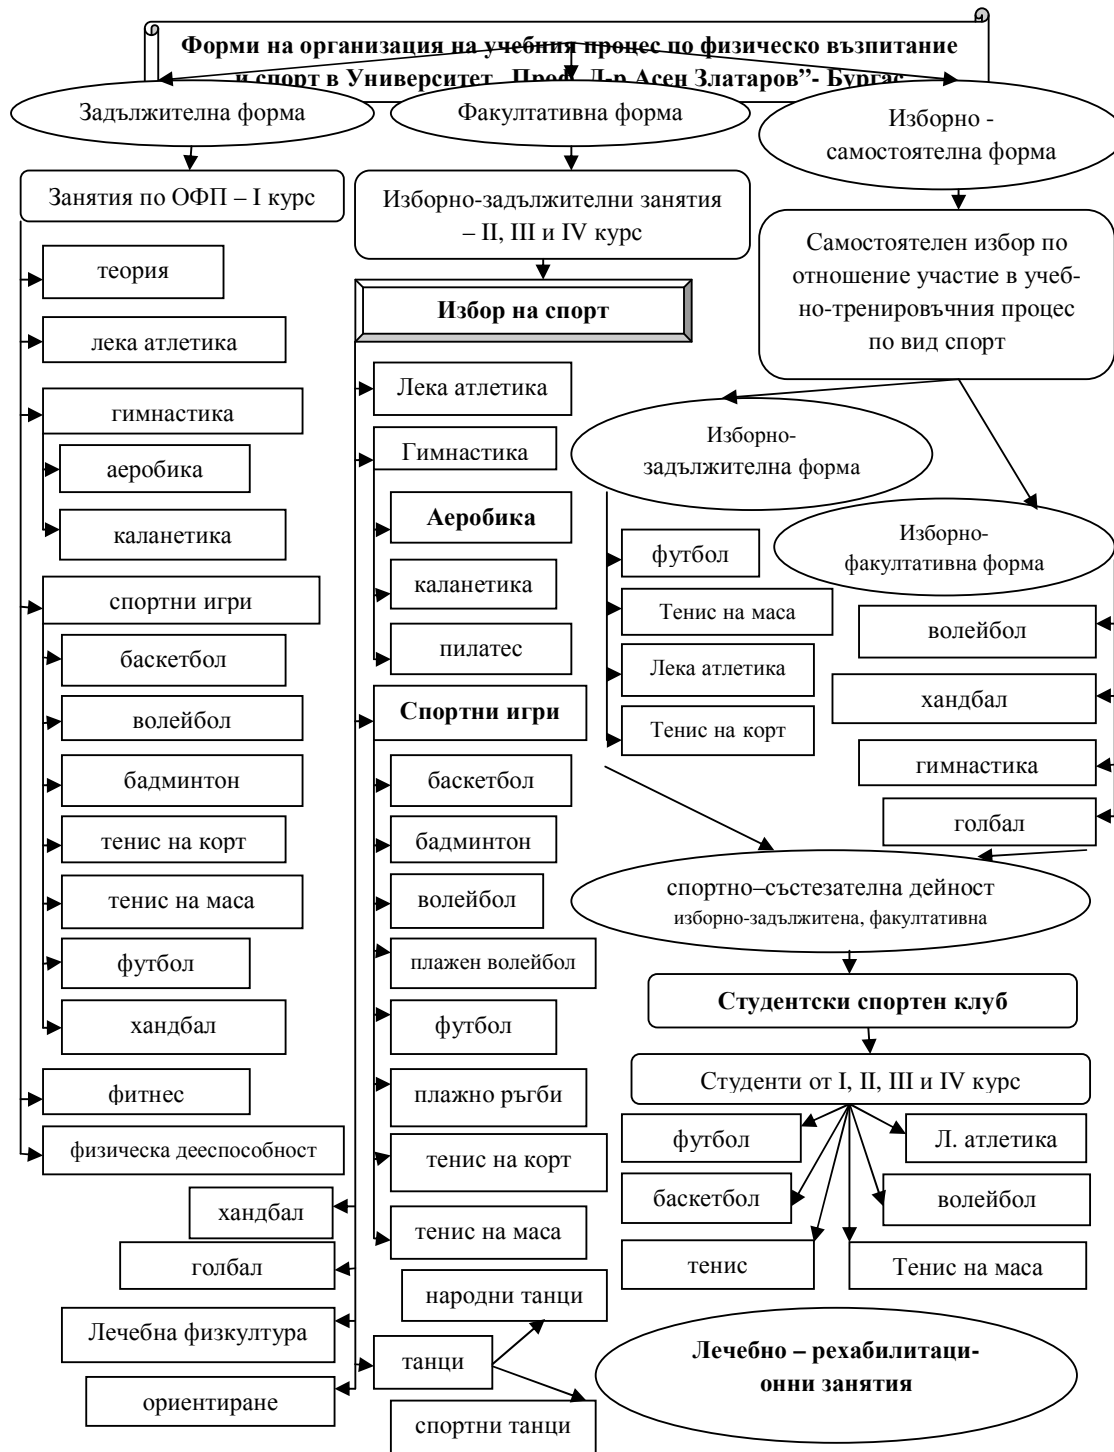 Форми на организация на учебния процес по физическо възпитание
и спорт в Университет „Проф. Д-р Асен Златаров”- Бургас
Задължителна форма
Факултативна форма
Изборно -
самостоятелна форма
Занятия по ОФП – I курс
теория
лека атлетика
гимнастика
аеробика
каланетика
спортни игри
баскетбол
волейбол
бадминтон
тенис на корт
тенис на маса
футбол
хандбал
фитнес
физическа дееспособност
Изборно-задължителни занятия
– II, III и IV курс
Избор на спорт
Лека атлетика
Гимнастика
Аеробика
каланетика
пилатес
Спортни игри
баскетбол
бадминтон
волейбол
плажен волейбол
футбол
плажно ръгби
тенис на корт
тенис на маса
хандбал
голбал
Лечебна физкултура
ориентиране
танци
народни танци
спортни танци
Самостоятелен избор по
отношение участие в учеб-
но-тренировъчния процес
по вид спорт
Изборно-
задължителна форма
футбол
Тенис на маса
Лека атлетика
Тенис на корт
Изборно-
факултативна форма
волейбол
хандбал
гимнастика
голбал
спортно–състезателна дейност
изборно-задължитена, факултативна
Студентски спортен клуб
Студенти от I, II, III и IV курс
футбол
Л. атлетика
баскетбол
волейбол
тенис
Тенис на маса
Лечебно – рехабилитаци-
онни занятия